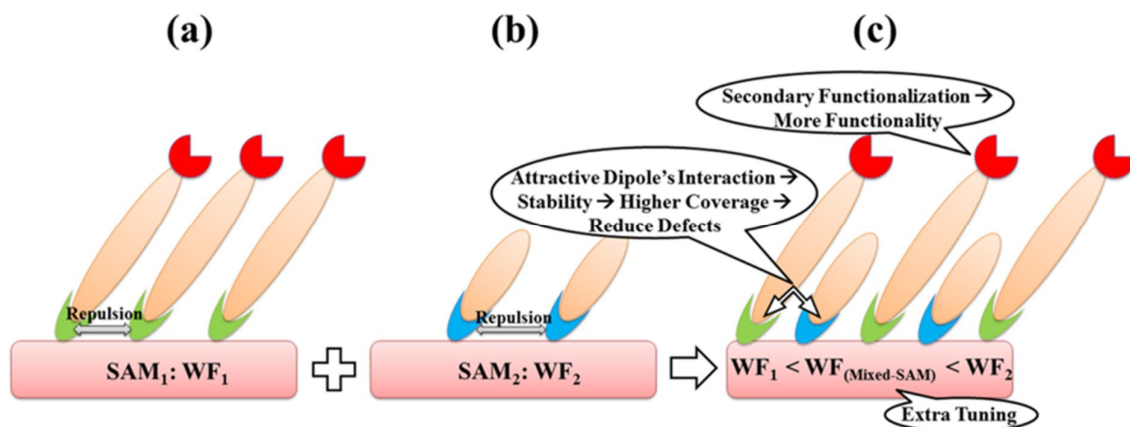 (a)
(b)
(c)
Secondary Functionalization →
More Functionality
Attractive Dipole's Interaction →
Stability → Higher Coverage →
Reduce Defects
Repulsion
Repulsion
SAM₁: WF₁
SAM₂: WF₂
WF₁ < WF₍Mixed-SAM₎ < WF₂
Extra Tuning